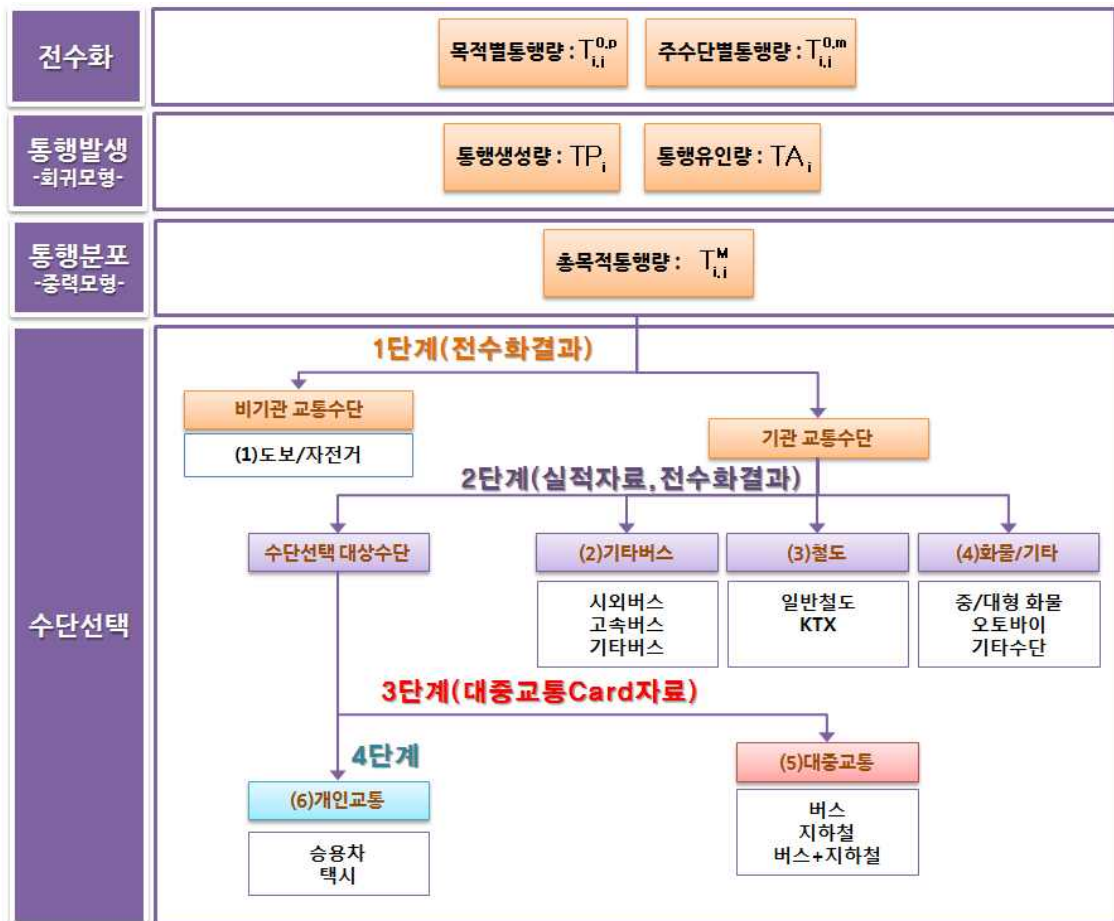 전수화
목적별통행량 : T_{i,j}^{O,p}
주수단별통행량 : T_{i,j}^{O,m}
통행발생
-회귀모형-
통행생성량 : TP_i
통행유인량 : TA_i
통행분포
-중력모형-
총목적통행량 : T_{i,j}^{M}
수단선택
1단계(전수화결과)
비기관 교통수단
(1)도보/자전거
기관 교통수단
2단계(실적자료,전수화결과)
수단선택 대상수단
(2)기타버스
시외버스
고속버스
기타버스
(3)철도
일반철도
KTX
(4)화물/기타
중/대형 화물
오토바이
기타수단
3단계(대중교통Card자료)
(5)대중교통
버스
지하철
버스+지하철
4단계
(6)개인교통
승용차
택시